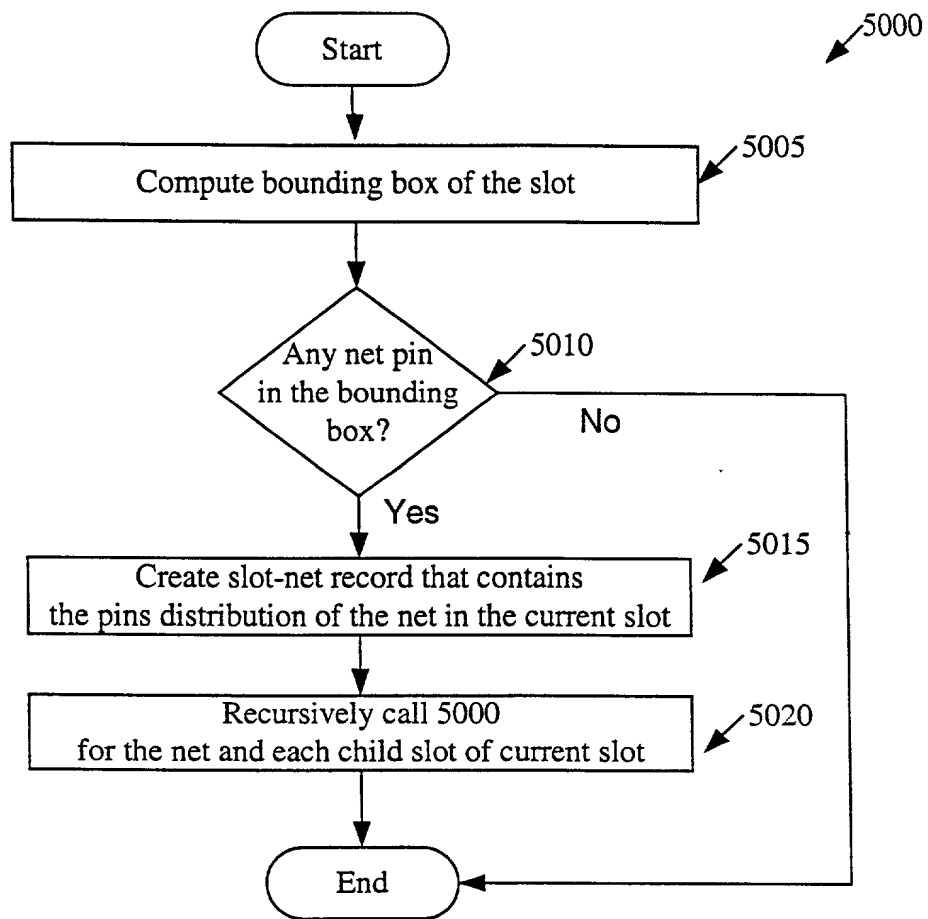 5000
Start
5005
Compute bounding box of the slot
5010
Any net pin
in the bounding
box?
No
Yes
5015
Create slot-net record that contains
the pins distribution of the net in the current slot
5020
Recursively call 5000
for the net and each child slot of current slot
End